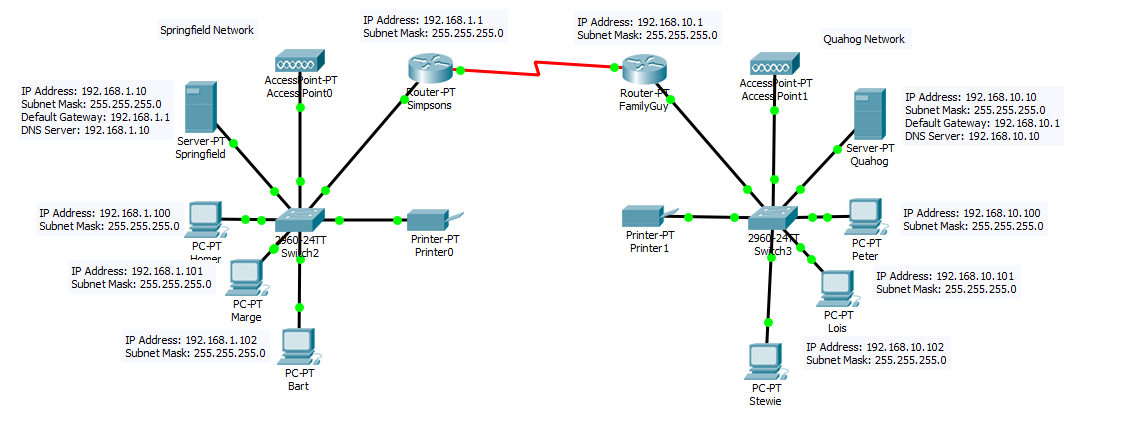 Springfield Network
IP Address: 192.168.1.1
Subnet Mask: 255.255.255.0
IP Address: 192.168.10.1
Subnet Mask: 255.255.255.0
Quahog Network
AccessPoint-PT
Access Point0
Router-PT
Simpsons
Router-PT
FamilyGuy
AccessPoint-PT
Access Point1
IP Address: 192.168.1.10
Subnet Mask: 255.255.255.0
Default Gateway: 192.168.1.1
DNS Server: 192.168.1.10
Server-PT
Springfield
IP Address: 192.168.10.10
Subnet Mask: 255.255.255.0
Default Gateway: 192.168.10.1
DNS Server: 192.168.10.10
Server-PT
Quahog
IP Address: 192.168.1.100
Subnet Mask: 255.255.255.0
PC-PT
Homer
2960-24TT
Switch2
Printer-PT
Printer0
Printer-PT
Printer1
2960-24TT
Switch3
PC-PT
Peter
IP Address: 192.168.10.100
Subnet Mask: 255.255.255.0
IP Address: 192.168.1.101
Subnet Mask: 255.255.255.0
PC-PT
Marge
PC-PT
Lois
IP Address: 192.168.10.101
Subnet Mask: 255.255.255.0
IP Address: 192.168.1.102
Subnet Mask: 255.255.255.0
PC-PT
Bart
IP Address: 192.168.10.102
Subnet Mask: 255.255.255.0
PC-PT
Stewie